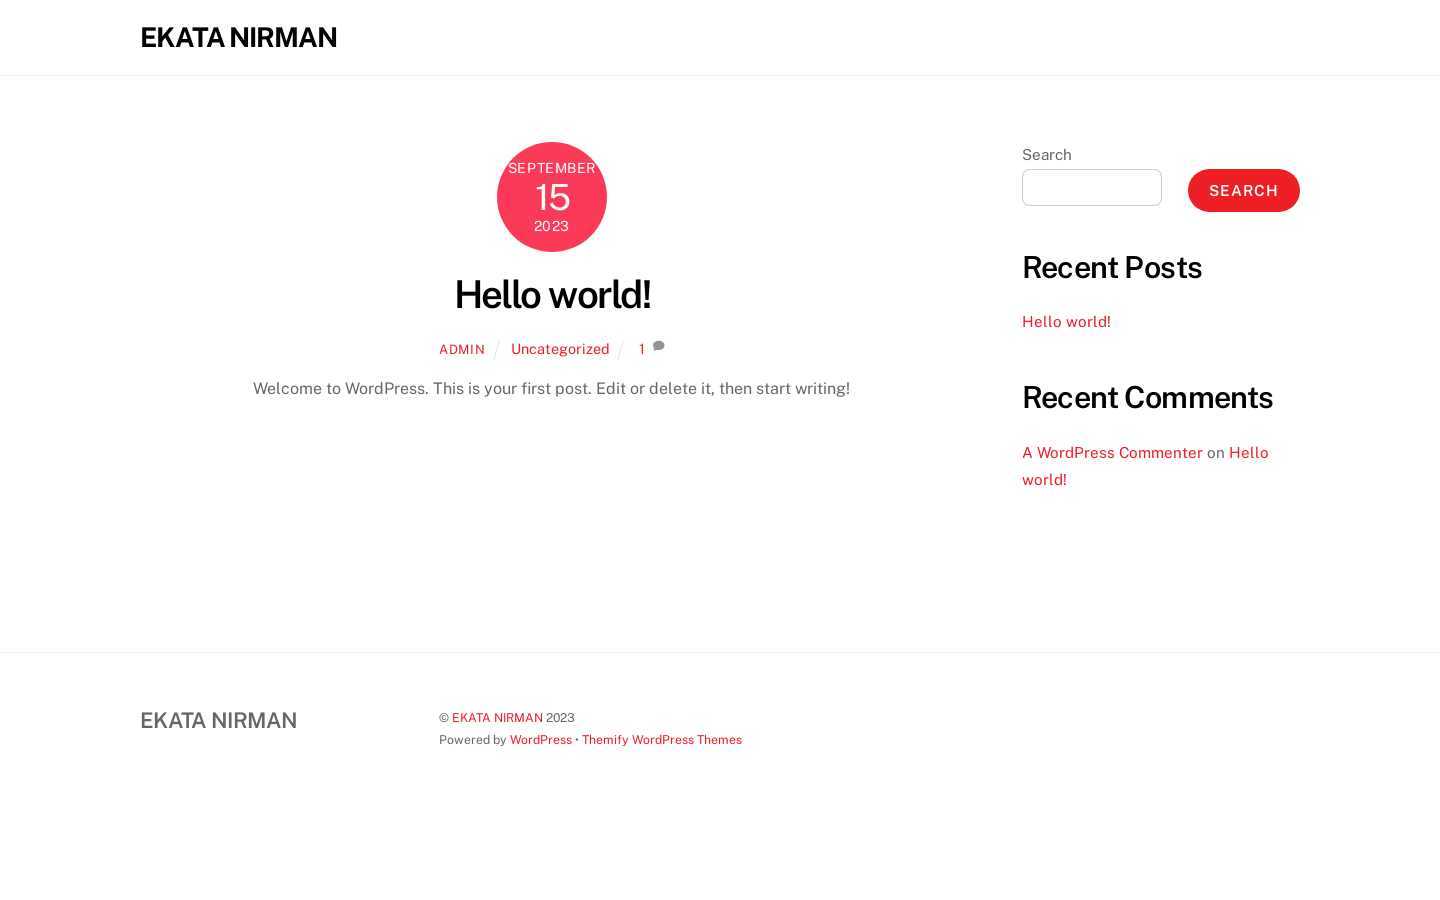 EKATA NIRMAN
SEPTEMBER
15
2023
Hello world!
ADMIN / Uncategorized / 1
Welcome to WordPress. This is your first post. Edit or delete it, then start writing!
Search
SEARCH
Recent Posts
Hello world!
Recent Comments
A WordPress Commenter on Hello
world!
EKATA NIRMAN
© EKATA NIRMAN 2023
Powered by WordPress • Themify WordPress Themes